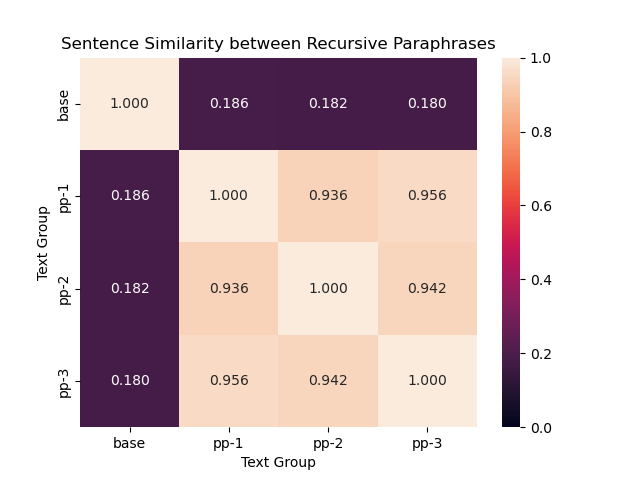 Sentence Similarity between Recursive Paraphrases
base 1.000 0.186 0.182 0.180
pp-1 0.186 1.000 0.936 0.956
pp-2 0.182 0.936 1.000 0.942
pp-3 0.180 0.956 0.942 1.000
base pp-1 pp-2 pp-3
Text Group
Text Group
1.0
0.8
0.6
0.4
0.2
0.0